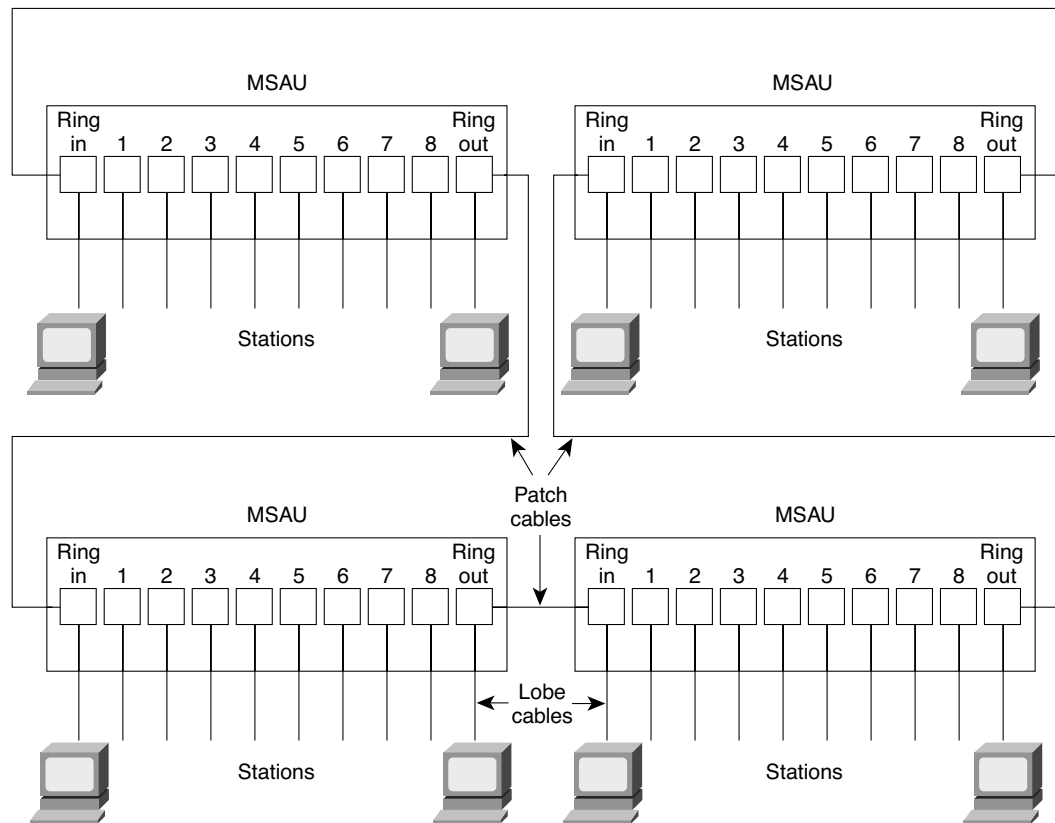 MSAU
MSAU
Ring
in 1 2 3 4 5 6 7 8 Ring
out
Ring
in 1 2 3 4 5 6 7 8 Ring
out
Stations
Stations
Patch
cables
MSAU
MSAU
Ring
in 1 2 3 4 5 6 7 8 Ring
out
Ring
in 1 2 3 4 5 6 7 8 Ring
out
Lobe
cables
Stations
Stations